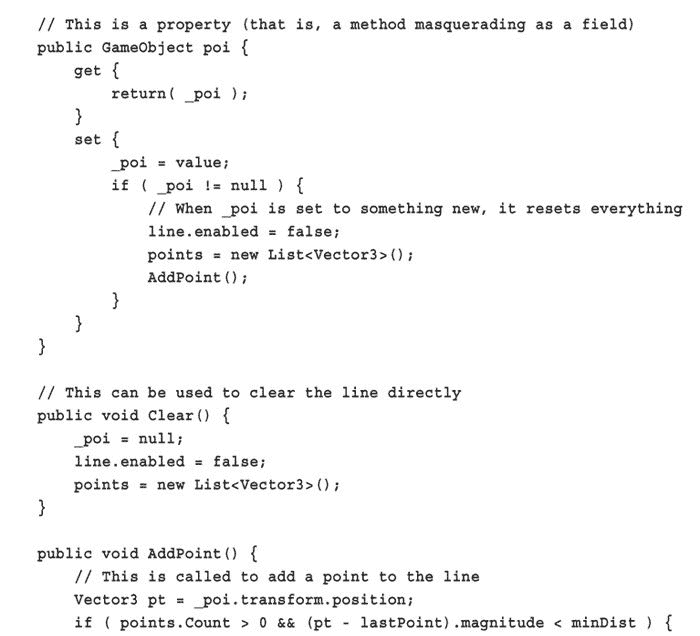 // This is a property (that is, a method masquerading as a field)
public GameObject poi {
get {
return( _poi );
}
set {
_poi = value;
if ( _poi != null ) {
// When _poi is set to something new, it resets everything
line.enabled = false;
points = new List<Vector3>();
AddPoint();
}
}
}
// This can be used to clear the line directly
public void Clear() {
_poi = null;
line.enabled = false;
points = new List<Vector3>();
}
public void AddPoint() {
// This is called to add a point to the line
Vector3 pt = _poi.transform.position;
if ( points.Count > 0 && (pt - lastPoint).magnitude < minDist ) {